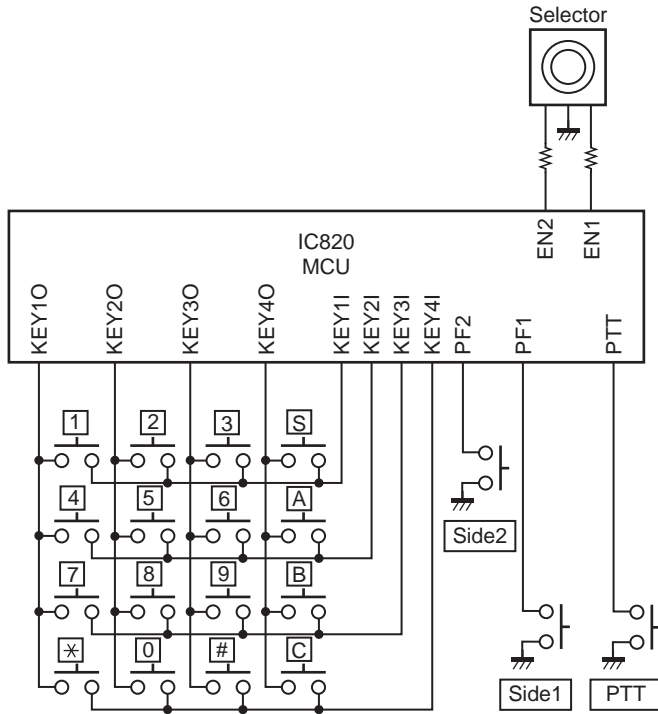 Selector
EN2
EN1
IC820
MCU
KEY1O
KEY2O
KEY3O
KEY4O
KEY1I
KEY2I
KEY3I
KEY4I
PF2
PF1
PTT
1 2 3 S
4 5 6 A
7 8 9 B
* 0 # C
Side2
Side1
PTT